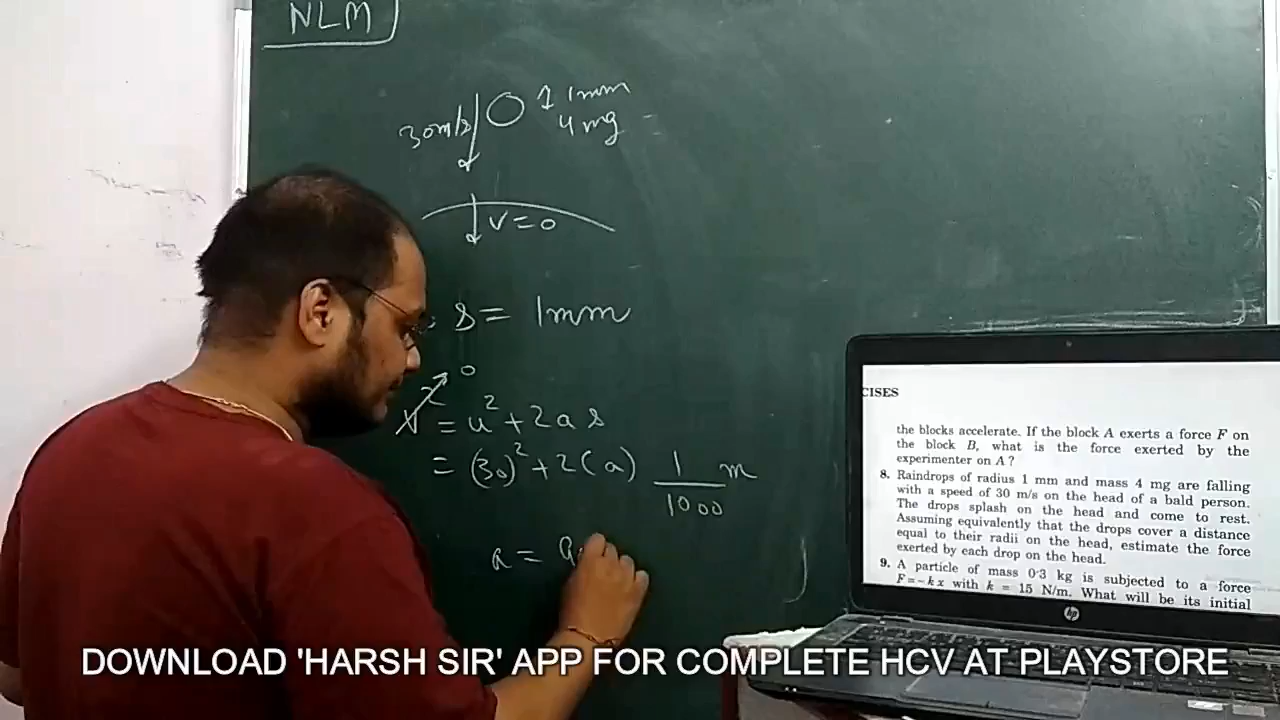 NLM
30m/s 1 1mm
4 mg
v=0
s = 1mm
0
v² = u² + 2as
= (30)² + 2(a) 1/1000 m
a =
CISES
the blocks accelerate. If the block A exerts a force F on
the block B, what is the force exerted by the
experimenter on A ?
8. Raindrops of radius 1 mm and mass 4 mg are falling
with a speed of 30 m/s on the head of a bald person.
The drops splash on the head and come to rest.
Assuming equivalently that the drops cover a distance
equal to their radii on the head, estimate the force
exerted by each drop on the head.
9. A particle of mass 0·3 kg is subjected to a force
F = – k x with k = 15 N/m. What will be its initial
hp
DOWNLOAD 'HARSH SIR' APP FOR COMPLETE HCV AT PLAYSTORE